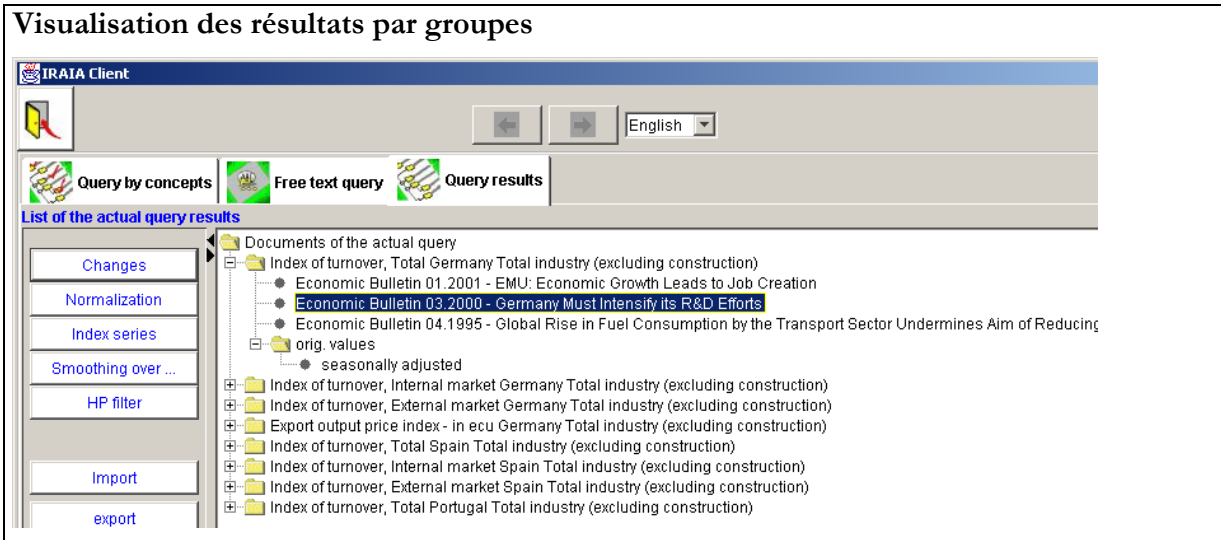 Visualisation des résultats par groupes
IRAIA Client
English
Query by concepts Free text query Query results
List of the actual query results
Changes
Normalization
Index series
Smoothing over ...
HP filter
Import
export
Documents of the actual query
Index of turnover, Total Germany Total industry (excluding construction)
Economic Bulletin 01.2001 - EMU: Economic Growth Leads to Job Creation
Economic Bulletin 03.2000 - Germany Must Intensify its R&D Efforts
Economic Bulletin 04.1995 - Global Rise in Fuel Consumption by the Transport Sector Undermines Aim of Reducing
orig. values
seasonally adjusted
Index of turnover, Internal market Germany Total industry (excluding construction)
Index of turnover, External market Germany Total industry (excluding construction)
Export output price index - in ecu Germany Total industry (excluding construction)
Index of turnover, Total Spain Total industry (excluding construction)
Index of turnover, Internal market Spain Total industry (excluding construction)
Index of turnover, External market Spain Total industry (excluding construction)
Index of turnover, Total Portugal Total industry (excluding construction)